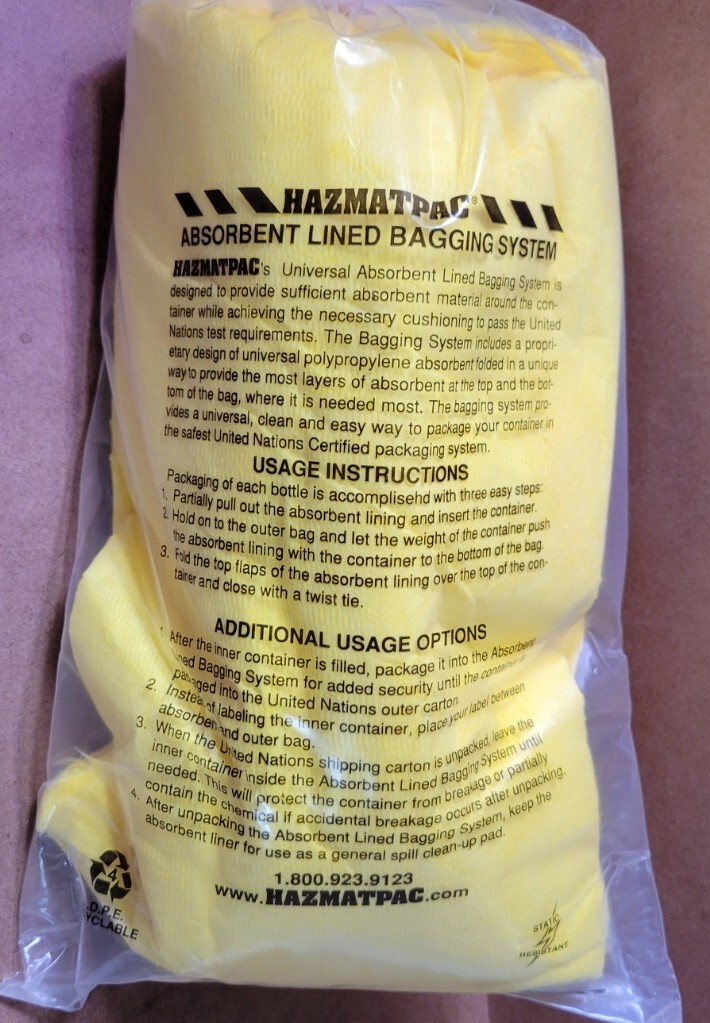 HAZMATPAC®
ABSORBENT LINED BAGGING SYSTEM
HAZMATPAC's Universal Absorbent Lined Bagging System is
designed to provide sufficient absorbent material around the con-
tainer while achieving the necessary cushioning to pass the United
Nations test requirements. The Bagging System includes a propri-
etary design of universal polypropylene absorbent folded in a unique
way to provide the most layers of absorbent at the top and the bot-
tom of the bag, where it is needed most. The bagging system pro-
vides a universal, clean and easy way to package your container in
the safest United Nations Certified packaging system.
USAGE INSTRUCTIONS
Packaging of each bottle is accomplisehd with three easy steps:
1. Partially pull out the absorbent lining and insert the container.
2. Hold on to the outer bag and let the weight of the container push
the absorbent lining with the container to the bottom of the bag.
3. Fold the top flaps of the absorbent lining over the top of the con-
tainer and close with a twist tie.
ADDITIONAL USAGE OPTIONS
1. After the inner container is filled, package it into the Absorbent
Lined Bagging System for added security until the container is
packaged into the United Nations outer carton.
2. Instead of labeling the inner container, place your label between
absorbent and outer bag.
3. When the United Nations shipping carton is unpacked, leave the
inner container inside the Absorbent Lined Bagging System until
needed. This will protect the container from breakage or partially
contain the chemical if accidental breakage occurs after unpacking.
4. After unpacking the Absorbent Lined Bagging System, keep the
absorbent liner for use as a general spill clean-up pad.
1.800.923.9123
www.HAZMATPAC.com
4
L.D.P.E.
RECYCLABLE
STATIC
RESISTANT